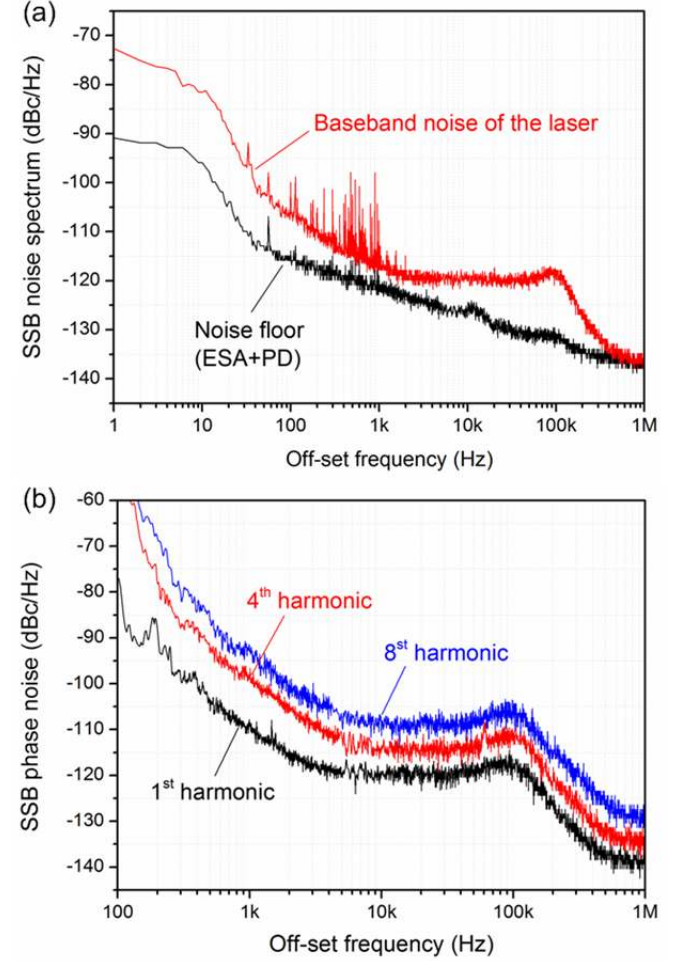 (a)
-70
-80
-90
-100
-110
-120
-130
-140
SSB noise spectrum (dBc/Hz)
Baseband noise of the laser
Noise floor
(ESA+PD)
1 10 100 1k 10k 100k 1M
Off-set frequency (Hz)
(b)
-60
-70
-80
-90
-100
-110
-120
-130
-140
SSB phase noise (dBc/Hz)
4th harmonic
8st harmonic
1st harmonic
100 1k 10k 100k 1M
Off-set frequency (Hz)